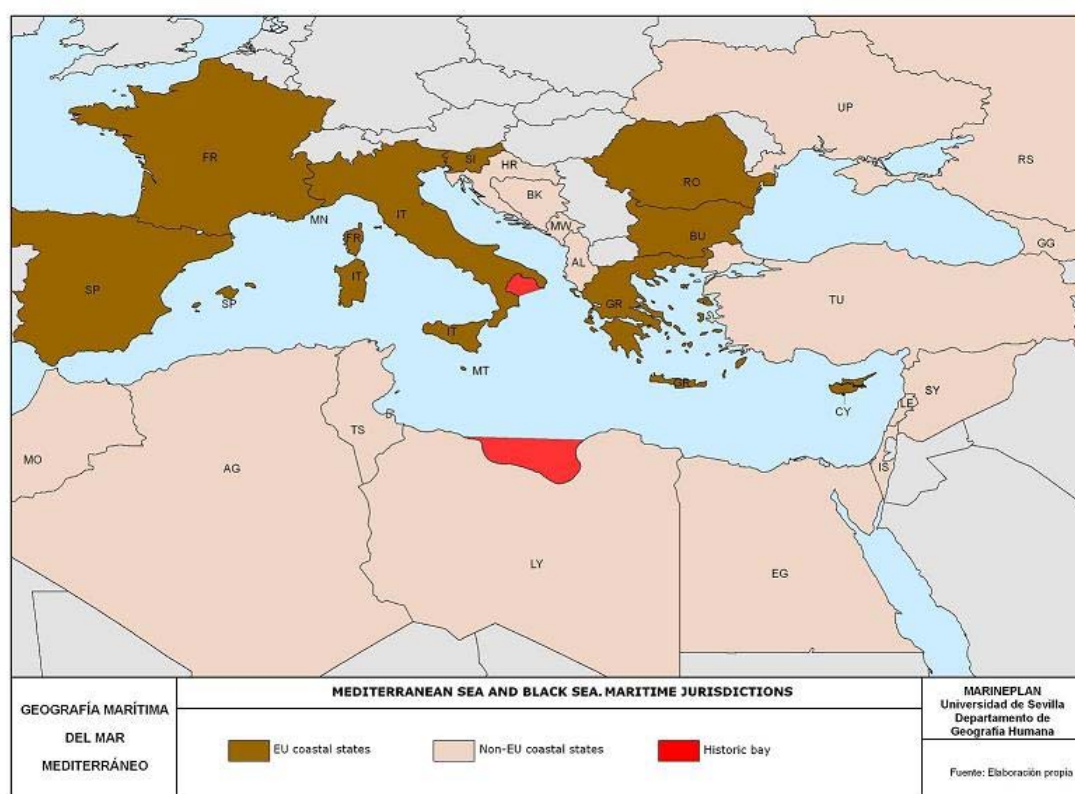 UP
RS
FR
SI
HR
RO
BK
MN
IT
MW
BU
GG
FR
AL
SP
IT
GR
TU
SP
IT
MT
GR
CY
LE
SY
TS
MO
AG
IS
LY
EG
GEOGRAFÍA MARÍTIMA
DEL MAR
MEDITERRÁNEO
MEDITERRANEAN SEA AND BLACK SEA. MARITIME JURISDICTIONS
EU coastal states
Non-EU coastal states
Historic bay
MARINEPLAN
Universidad de Sevilla
Departamento de
Geografía Humana
Fuente: Elaboración propia